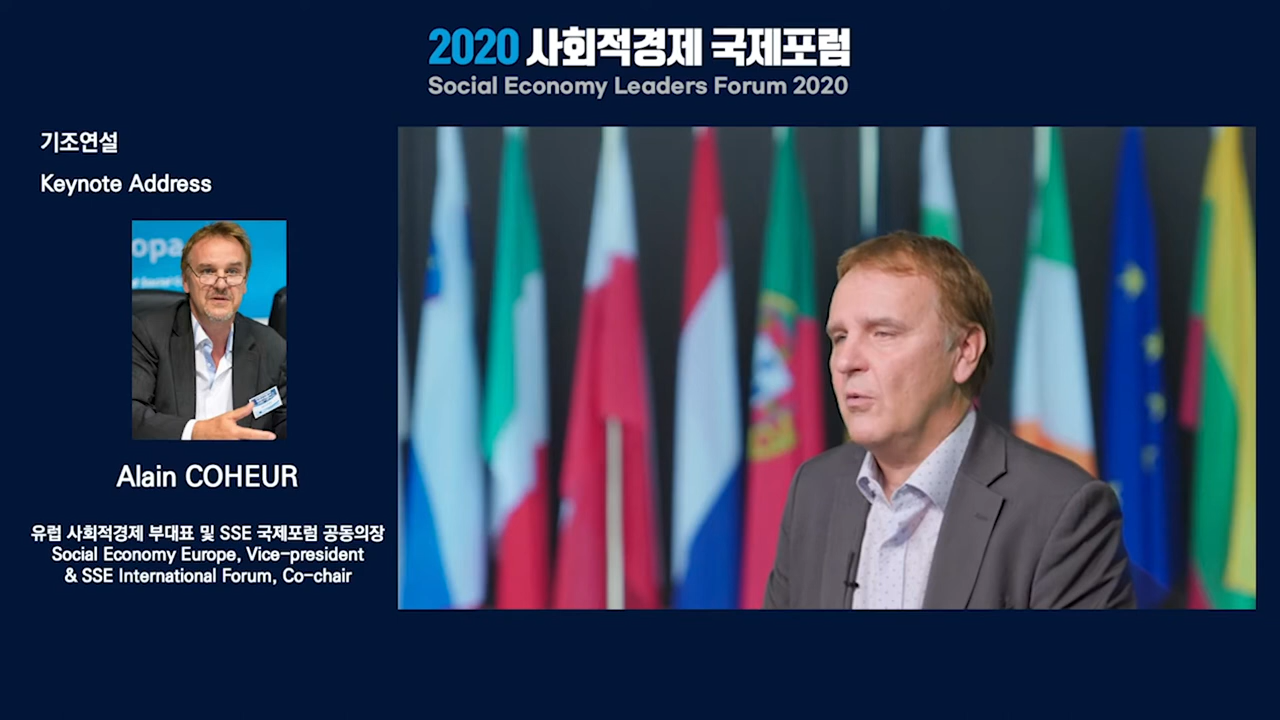 2020 사회적경제 국제포럼
Social Economy Leaders Forum 2020
기조연설
Keynote Address
opa
Alain COHEUR
유럽 사회적경제 부대표 및 SSE 국제포럼 공동의장
Social Economy Europe, Vice-president
& SSE International Forum, Co-chair